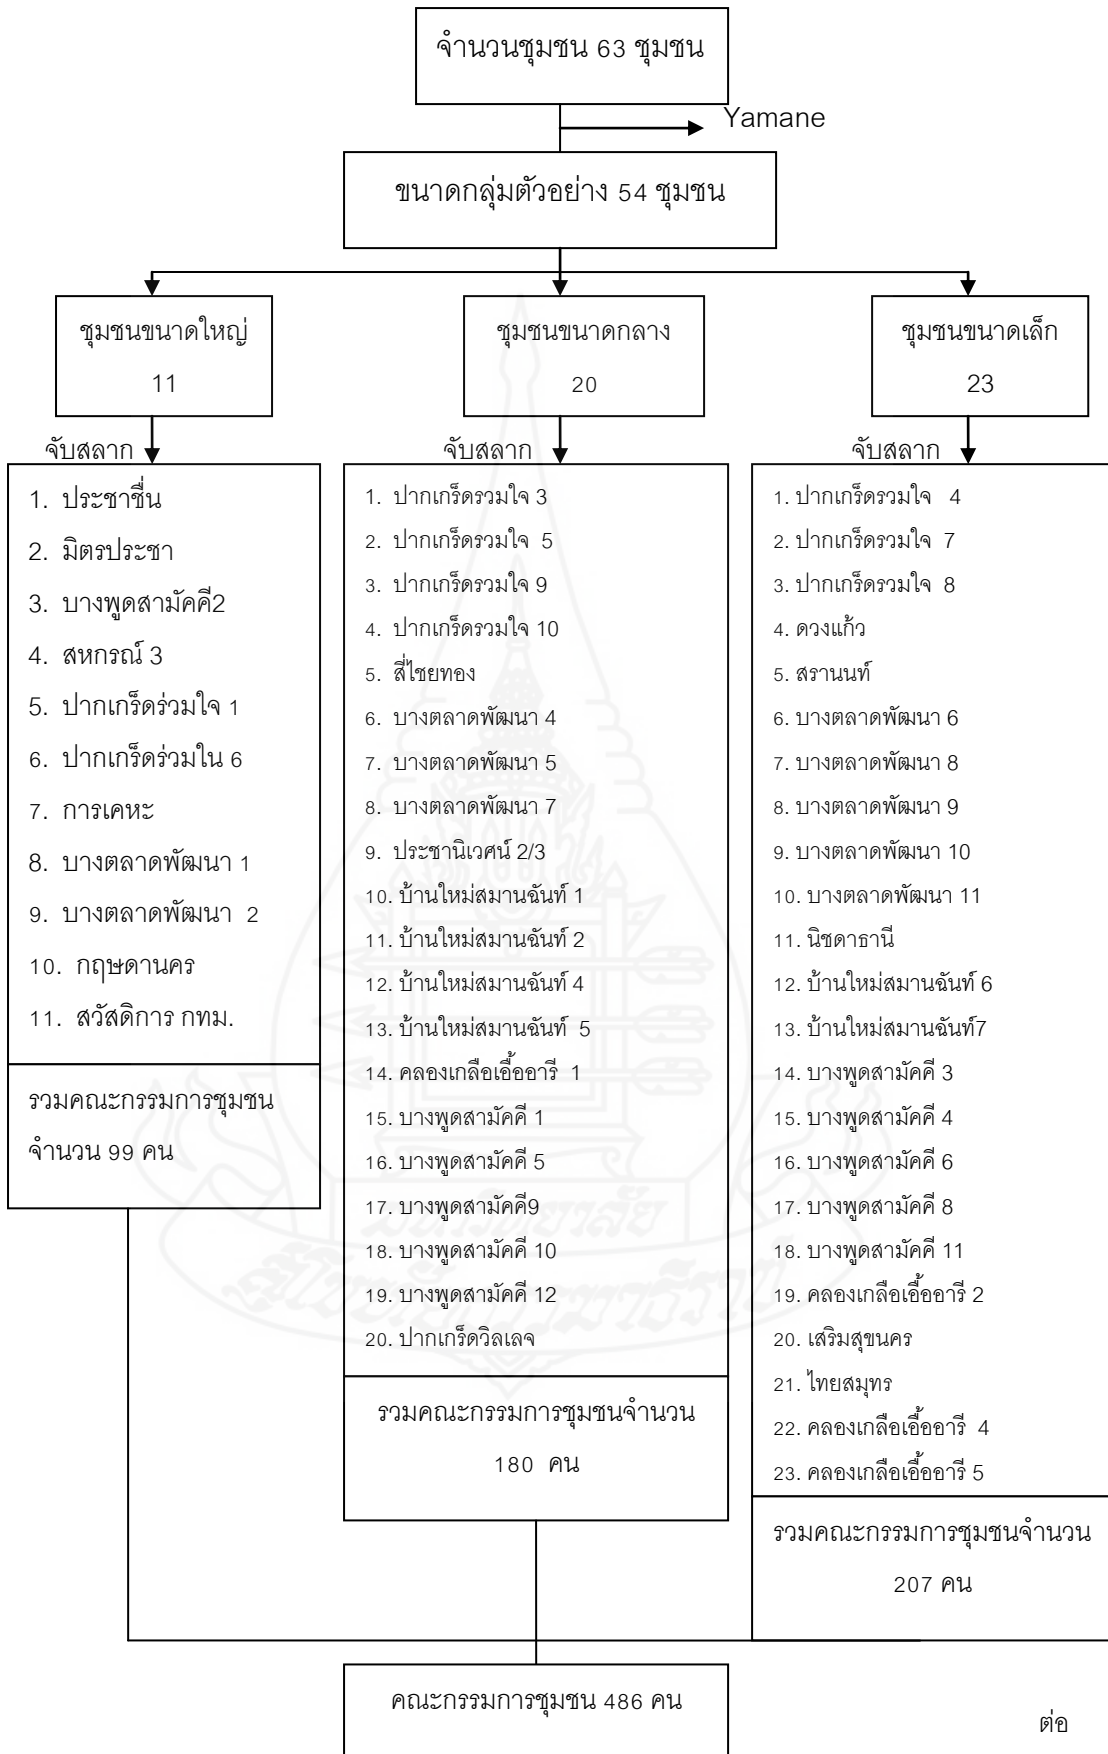 จำนวนชุมชน 63 ชุมชน
Yamane
ขนาดกลุ่มตัวอย่าง 54 ชุมชน
ชุมชนขนาดใหญ่
11
จับสลาก
1. ประชาชื่น
2. มิตรประชา
3. บางพูดสามัคคี2
4. สหกรณ์ 3
5. ปากเกร็ดร่วมใจ 1
6. ปากเกร็ดร่วมใน 6
7. การเคหะ
8. บางตลาดพัฒนา 1
9. บางตลาดพัฒนา 2
10. กฤษดานคร
11. สวัสดิการ กทม.
รวมคณะกรรมการชุมชน
จำนวน 99 คน
ชุมชนขนาดกลาง
20
จับสลาก
1. ปากเกร็ดรวมใจ 3
2. ปากเกร็ดรวมใจ 5
3. ปากเกร็ดรวมใจ 9
4. ปากเกร็ดรวมใจ 10
5. สี่ไชยทอง
6. บางตลาดพัฒนา 4
7. บางตลาดพัฒนา 5
8. บางตลาดพัฒนา 7
9. ประชานิเวศน์ 2/3
10. บ้านใหม่สมานฉันท์ 1
11. บ้านใหม่สมานฉันท์ 2
12. บ้านใหม่สมานฉันท์ 4
13. บ้านใหม่สมานฉันท์ 5
14. คลองเกลือเอื้ออารี 1
15. บางพูดสามัคคี 1
16. บางพูดสามัคคี 5
17. บางพูดสามัคคี9
18. บางพูดสามัคคี 10
19. บางพูดสามัคคี 12
20. ปากเกร็ดวิลเลจ
รวมคณะกรรมการชุมชนจำนวน
180 คน
ชุมชนขนาดเล็ก
23
จับสลาก
1. ปากเกร็ดรวมใจ 4
2. ปากเกร็ดรวมใจ 7
3. ปากเกร็ดรวมใจ 8
4. ดวงแก้ว
5. สรานนท์
6. บางตลาดพัฒนา 6
7. บางตลาดพัฒนา 8
8. บางตลาดพัฒนา 9
9. บางตลาดพัฒนา 10
10. บางตลาดพัฒนา 11
11. นิชดาธานี
12. บ้านใหม่สมานฉันท์ 6
13. บ้านใหม่สมานฉันท์7
14. บางพูดสามัคคี 3
15. บางพูดสามัคคี 4
16. บางพูดสามัคคี 6
17. บางพูดสามัคคี 8
18. บางพูดสามัคคี 11
19. คลองเกลือเอื้ออารี 2
20. เสริมสุขนคร
21. ไทยสมุทร
22. คลองเกลือเอื้ออารี 4
23. คลองเกลือเอื้ออารี 5
รวมคณะกรรมการชุมชนจำนวน
207 คน
คณะกรรมการชุมชน 486 คน
ต่อ
มหาวิทยาลัย
สุโขทัยธรรมาธิราช